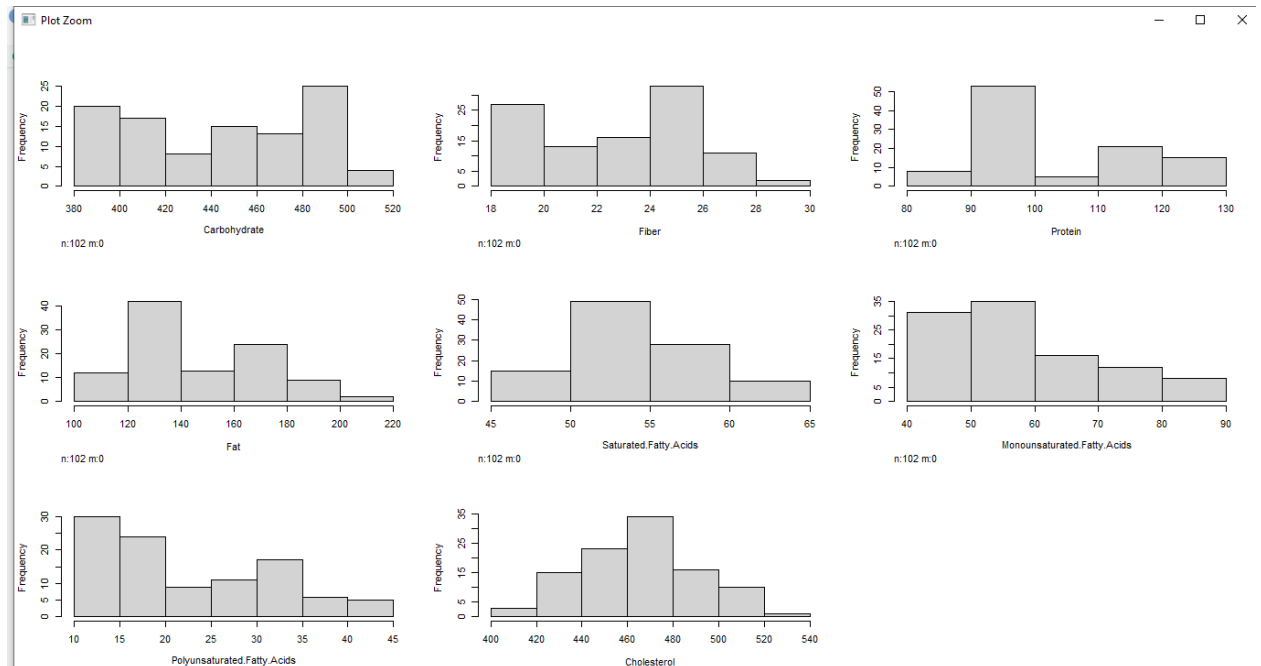 Plot Zoom
Frequency
0 5 10 15 20 25
380 400 420 440 460 480 500 520
Carbohydrate
n:102 m:0
Frequency
0 5 15 25
18 20 22 24 26 28 30
Fiber
n:102 m:0
Frequency
0 10 20 30 40 50
80 90 100 110 120 130
Protein
n:102 m:0
Frequency
0 10 20 30 40
100 120 140 160 180 200 220
Fat
n:102 m:0
Frequency
0 10 20 30 40 50
45 50 55 60 65
Saturated.Fatty.Acids
n:102 m:0
Frequency
0 5 15 25 35
40 50 60 70 80 90
Monounsaturated.Fatty.Acids
n:102 m:0
Frequency
0 5 10 20 30
10 15 20 25 30 35 40 45
Polyunsaturated.Fatty.Acids
Frequency
0 5 15 25 35
400 420 440 460 480 500 520 540
Cholesterol